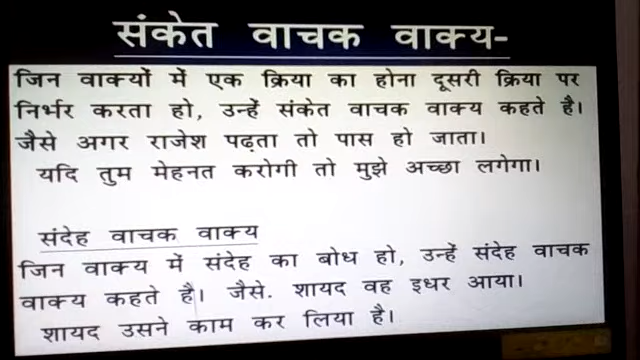 संकेत वाचक वाक्य-
जिन वाक्यों में एक क्रिया का होना दूसरी क्रिया पर
निर्भर करता हो, उन्हें संकेत वाचक वाक्य कहते है।
जैसे अगर राजेश पढ़ता तो पास हो जाता।
यदि तुम मेहनत करोगी तो मुझे अच्छा लगेगा।
संदेह वाचक वाक्य
जिन वाक्य में संदेह का बोध हो, उन्हें संदेह वाचक
वाक्य कहते है। जैसे. शायद वह इधर आया।
शायद उसने काम कर लिया है।